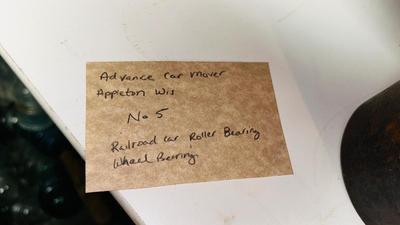 Advance Car mover
Appleton Wis
No 5
Railroad car Roller Bearing
Wheel Bearing